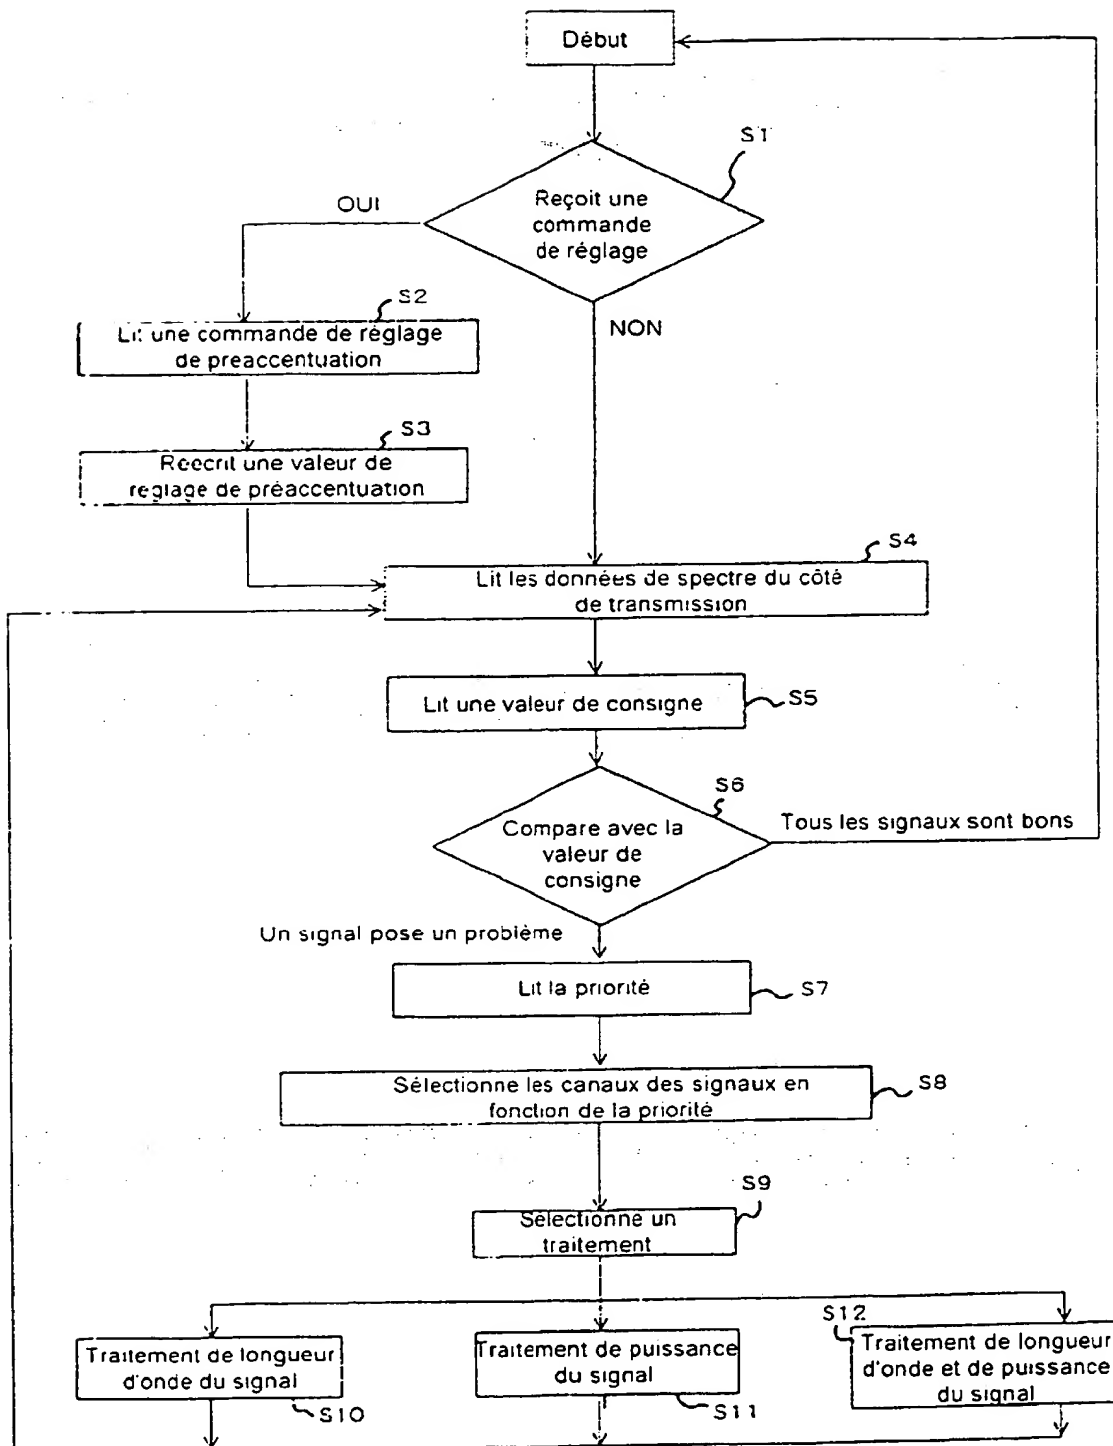 Début
S1
Reçoit une
commande
de réglage
OUI
NON
S2
Lit une commande de réglage
de preaccentuation
S3
Réécrit une valeur de
reglage de préaccentuation
S4
Lit les données de spectre du côté
de transmission
Lit une valeur de consigne
S5
S6
Compare avec la
valeur de
consigne
Tous les signaux sont bons
Un signal pose un problème
Lit la priorité
S7
Sélectionne les canaux des signaux en
fonction de la priorité
S8
S9
Sélectionne un
traitement
Traitement de longueur
d'onde du signal
S10
Traitement de puissance
du signal
S11
S12
Traitement de longueur
d'onde et de puissance
du signal